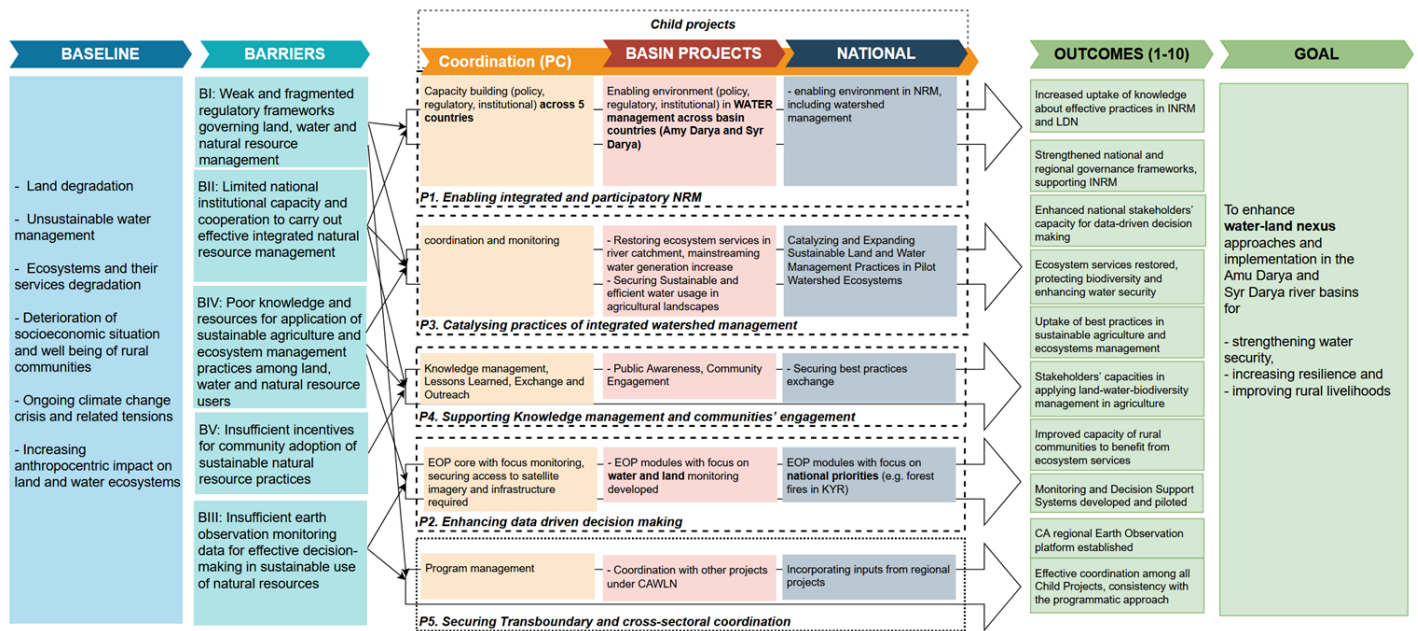 Child projects
BASELINE
BARRIERS
Coordination (PC)
BASIN PROJECTS
NATIONAL
OUTCOMES (1-10)
GOAL
- Land degradation
- Unsustainable water
management
- Ecosystems and their
services degradation
- Deterioration of
socioeconomic situation
and well being of rural
communities
- Ongoing climate change
crisis and related tensions
- Increasing
anthropocentric impact on
land and water ecosystems
BI: Weak and fragmented
regulatory frameworks
governing land, water and
natural resource
management
BII: Limited national
institutional capacity and
cooperation to carry out
effective integrated natural
resource management
BIV: Poor knowledge and
resources for application of
sustainable agriculture and
ecosystem management
practices among land,
water and natural resource
users
BV: Insufficient incentives
for community adoption of
sustainable natural
resource practices
BIII: Insufficient earth
observation monitoring
data for effective decision-
making in sustainable use
of natural resources
Capacity building (policy,
regulatory, institutional) across 5
countries
Enabling environment (policy,
regulatory, institutional) in WATER
management across basin
countries (Amy Darya and Syr
Darya)
- enabling environment in NRM,
including watershed
management
P1. Enabling integrated and participatory NRM
coordination and monitoring
- Restoring ecosystem services in
river catchment, mainstreaming
water generation increase
- Securing Sustainable and
efficient water usage in
agricultural landscapes
Catalyzing and Expanding
Sustainable Land and Water
Management Practices in Pilot
Watershed Ecosystems
P3. Catalysing practices of integrated watershed management
Knowledge management,
Lessons Learned, Exchange and
Outreach
- Public Awareness, Community
Engagement
- Securing best practices
exchange
P4. Supporting Knowledge management and communities' engagement
EOP core with focus monitoring,
securing access to satellite
imagery and infrastructure
required
- EOP modules with focus on
water and land monitoring
developed
EOP modules with focus on
national priorities (e.g. forest
fires in KYR)
P2. Enhancing data driven decision making
Program management
- Coordination with other projects
under CAWLN
Incorporating inputs from regional
projects
P5. Securing Transboundary and cross-sectoral coordination
Increased uptake of knowledge
about effective practices in INRM
and LDN
Strengthened national and
regional governance frameworks,
supporting INRM
Enhanced national stakeholders'
capacity for data-driven decision
making
Ecosystem services restored,
protecting biodiversity and
enhancing water security
Uptake of best practices in
sustainable agriculture and
ecosystems management
Stakeholders' capacities in
applying land-water-biodiversity
management in agriculture
Improved capacity of rural
communities to benefit from
ecosystem services
Monitoring and Decision Support
Systems developed and piloted
CA regional Earth Observation
platform established
Effective coordination among all
Child Projects, consistency with
the programmatic approach
To enhance
water-land nexus
approaches and
implementation in the
Amu Darya and
Syr Darya river basins
for
- strengthening water
security,
- increasing resilience and
- improving rural livelihoods